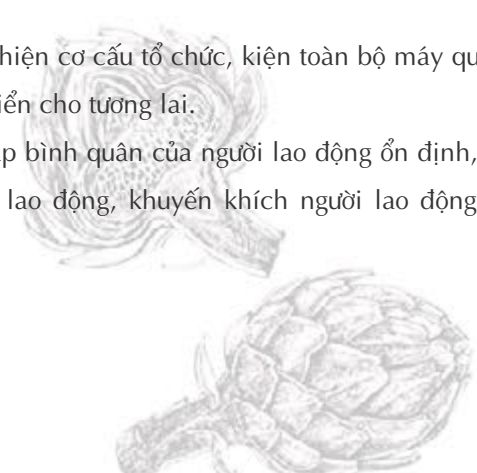 hiện cơ cấu tổ chức, kiện toàn bộ máy qu
iển cho tương lai.
p bình quân của người lao động ổn định,
lao động, khuyến khích người lao động